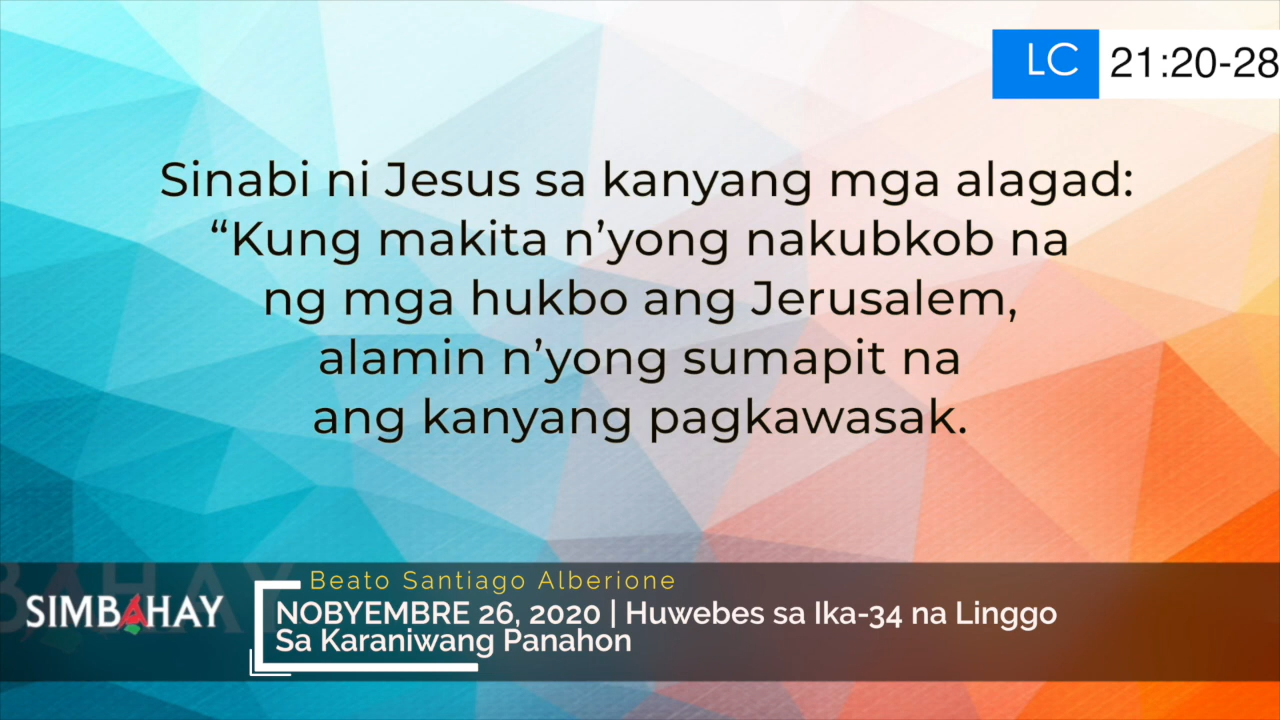 LC 21:20-28
Sinabi ni Jesus sa kanyang mga alagad:
“Kung makita n’yong nakubkob na
ng mga hukbo ang Jerusalem,
alamin n’yong sumapit na
ang kanyang pagkawasak.
Beato Santiago Alberione
SIMBAHAY
NOBYEMBRE 26, 2020 | Huwebes sa Ika-34 na Linggo
Sa Karaniwang Panahon